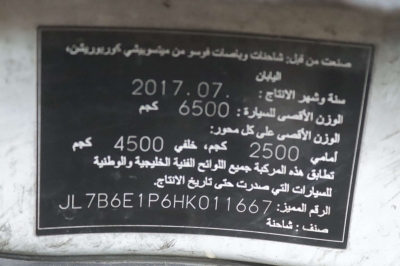 صنعت من قبل: شاحنات وباصات فوسو من ميتسوبيشي كوربوريشن،
اليابان
سنة وشهر الانتاج : .2017.07
الوزن الأقصى للسيارة : 6500 كجم
الوزن الأقصى على كل محور:
أمامي 2500 كجم، خلفي 4500 كجم
تطابق هذه المركبة جميع اللوائح الفنية الخليجية والوطنية
للسيارات التي صدرت حتى تاريخ الانتاج.
الرقم المميز: JL7B6E1P6HK011667
صنف : شاحنة